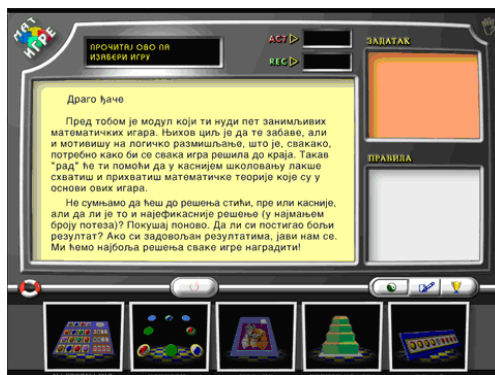 МАТ
ИГРЕ
ПРОЧИТАЈ ОВО ПА
ИЗАБЕРИ ИГРУ
ACT
REC
ЗАДАТАК
Драго ђаче
Пред тобом је модул који ти нуди пет занимљивих
математичких игара. Њихов циљ је да те забаве, али
и мотивишу на логичко размишљање, што је, свакако,
потребно како би се свака игра решила до краја. Такав
"рад" ће ти помоћи да у каснијем школовању лакше
схватиш и прихватиш математичке теорије које су у
основи ових игара.
Не сумњамо да ћеш до решења стићи, пре или касније,
али да ли је то и најефикасније решење (у најмањем
броју потеза)? Покушај поново. Да ли си постигао бољи
резултат? Ако си задовољан резултатима, јави нам се.
Ми ћемо најбоља решења сваке игре наградити!
ПРАВИЛА